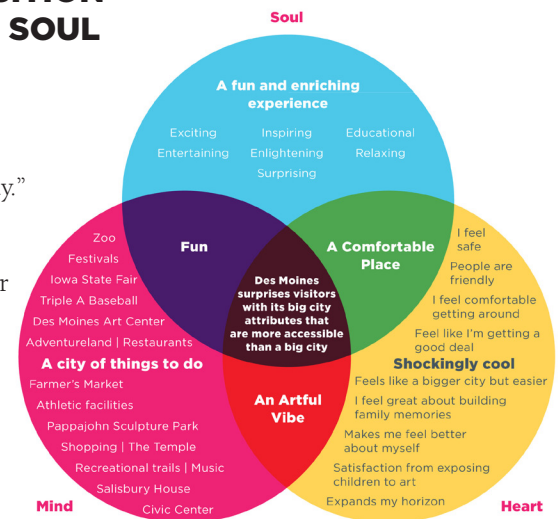 SOUL
Soul
A fun and enriching
experience
Exciting Inspiring Educational
Entertaining Enlightening Relaxing
Surprising
Fun
A Comfortable
Place
Des Moines
surprises visitors
with its big city
attributes that
are more accessible
than a big city
An Artful
Vibe
Zoo
Festivals
Iowa State Fair
Triple A Baseball
Des Moines Art Center
Adventureland | Restaurants
A city of things to do
Farmer's Market
Athletic facilities
Pappajohn Sculpture Park
Shopping | The Temple
Recreational trails | Music
Salisbury House
Civic Center
Mind
I feel
safe
People are
friendly
I feel comfortable
getting around
Feel like I'm getting a
good deal
Shockingly cool
Feels like a bigger city but easier
I feel great about building
family memories
Makes me feel better
about myself
Satisfaction from exposing
children to art
Expands my horizon
Heart